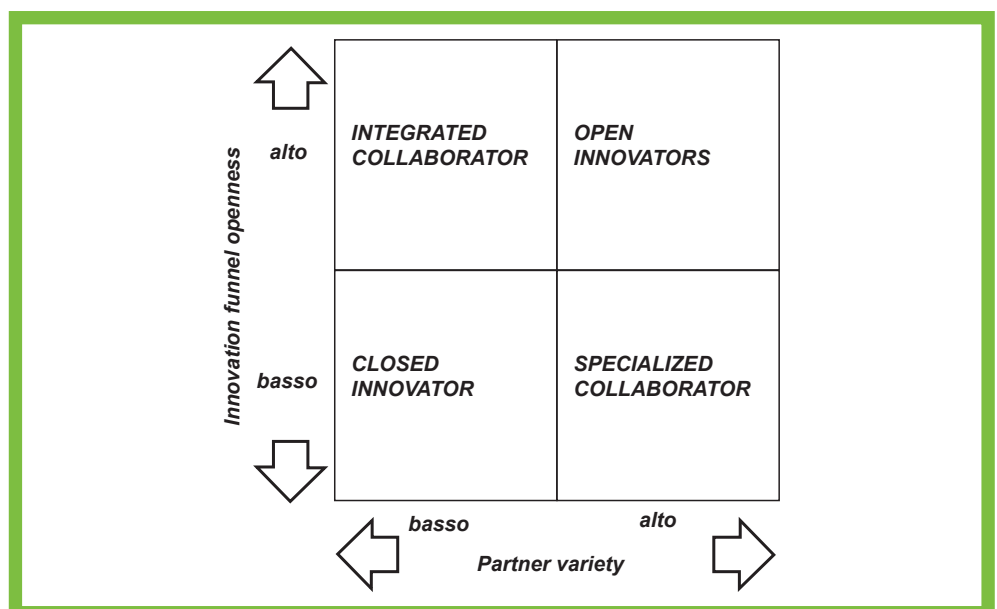 INTEGRATED
COLLABORATOR
OPEN
INNOVATORS
alto
Innovation funnel openness
CLOSED
INNOVATOR
SPECIALIZED
COLLABORATOR
basso
basso
alto
Partner variety